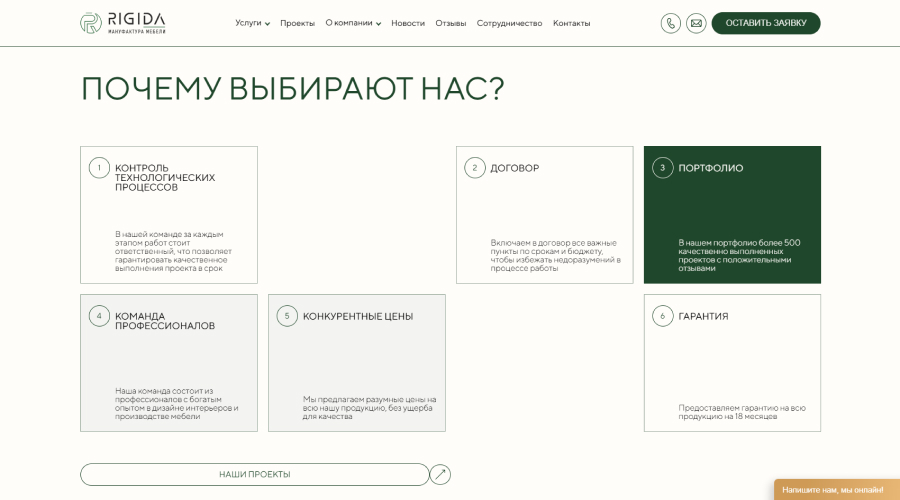 RIGIDA
МАНУФАКТУРА МЕБЕЛИ
Услуги
Проекты
О компании
Новости
Отзывы
Сотрудничество
Контакты
ОСТАВИТЬ ЗАЯВКУ
ПОЧЕМУ ВЫБИРАЮТ НАС?
1
КОНТРОЛЬ
ТЕХНОЛОГИЧЕСКИХ
ПРОЦЕССОВ
В нашей команде за каждым
этапом работ стоит
ответственный, что позволяет
гарантировать качественное
выполнения проекта в срок
2
ДОГОВОР
Включаем в договор все важные
пункты по срокам и бюджету,
чтобы избежать недоразумений в
процессе работы
3
ПОРТФОЛИО
В нашем портфолио более 500
качественно выполненных
проектов с положительными
отзывами
4
КОМАНДА
ПРОФЕССИОНАЛОВ
Наша команда состоит из
профессионалов с богатым
опытом в дизайне интерьеров и
производстве мебели
5
КОНКУРЕНТНЫЕ ЦЕНЫ
Мы предлагаем разумные цены на
всю нашу продукцию, без ущерба
для качества
6
ГАРАНТИЯ
Предоставляем гарантию на всю
продукцию на 18 месяцев
НАШИ ПРОЕКТЫ
Напишите нам, мы онлайн!